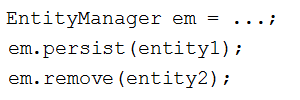 EntityManager em = ...;
em.persist(entity1);
em.remove(entity2);